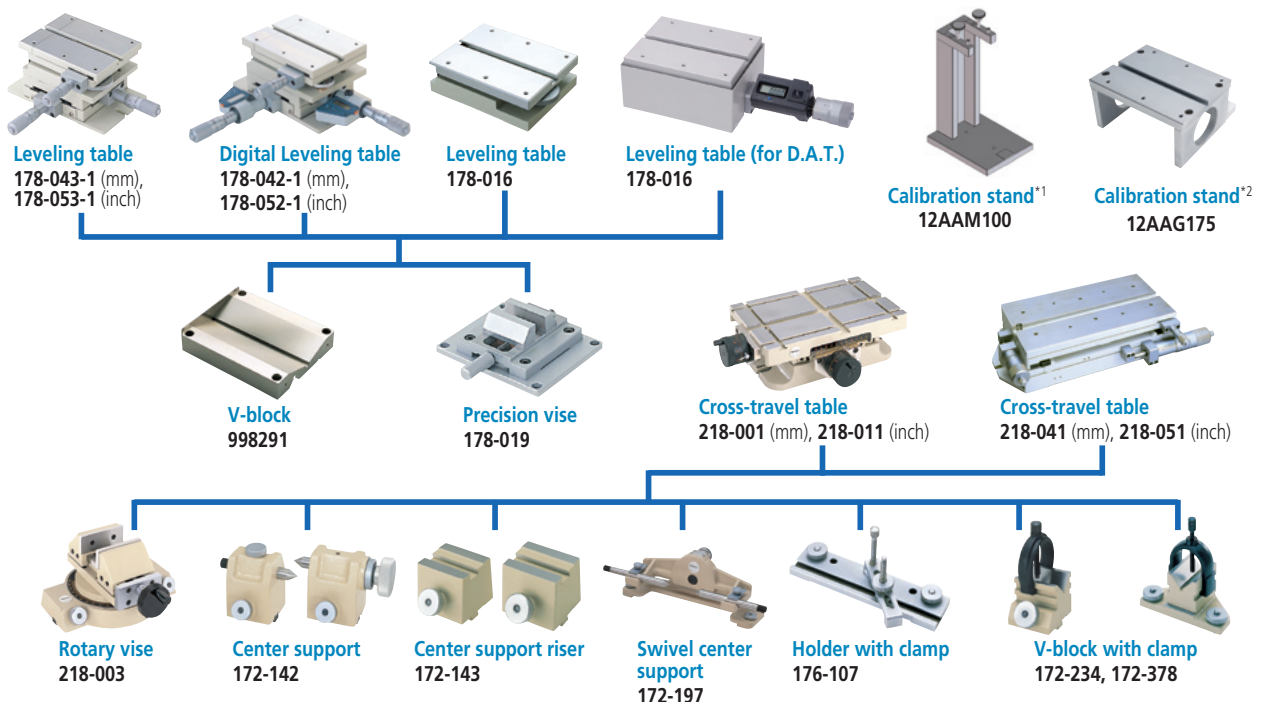 Leveling table
178-043-1 (mm),
178-053-1 (inch)
Digital Leveling table
178-042-1 (mm),
178-052-1 (inch)
Leveling table
178-016
Leveling table (for D.A.T.)
178-016
Calibration stand*1
12AAM100
Calibration stand*2
12AAG175
V-block
998291
Precision vise
178-019
Cross-travel table
218-001 (mm), 218-011 (inch)
Cross-travel table
218-041 (mm), 218-051 (inch)
Rotary vise
218-003
Center support
172-142
Center support riser
172-143
Swivel center
support
172-197
Holder with clamp
176-107
V-block with clamp
172-234, 172-378